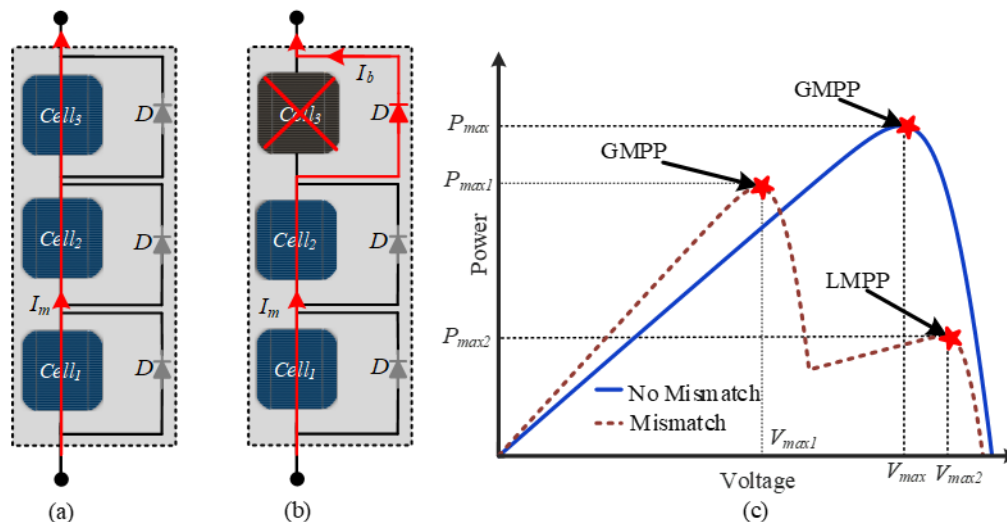 Cell3
D
Cell2
D
Im
Cell1
D
(a)
Ib
Cell3
D
Cell2
D
Im
Cell1
D
(b)
GMPP
Pmax
GMPP
Pmax1
Power
LMPP
Pmax2
No Mismatch
Mismatch
Vmax1
Vmax
Vmax2
Voltage
(c)